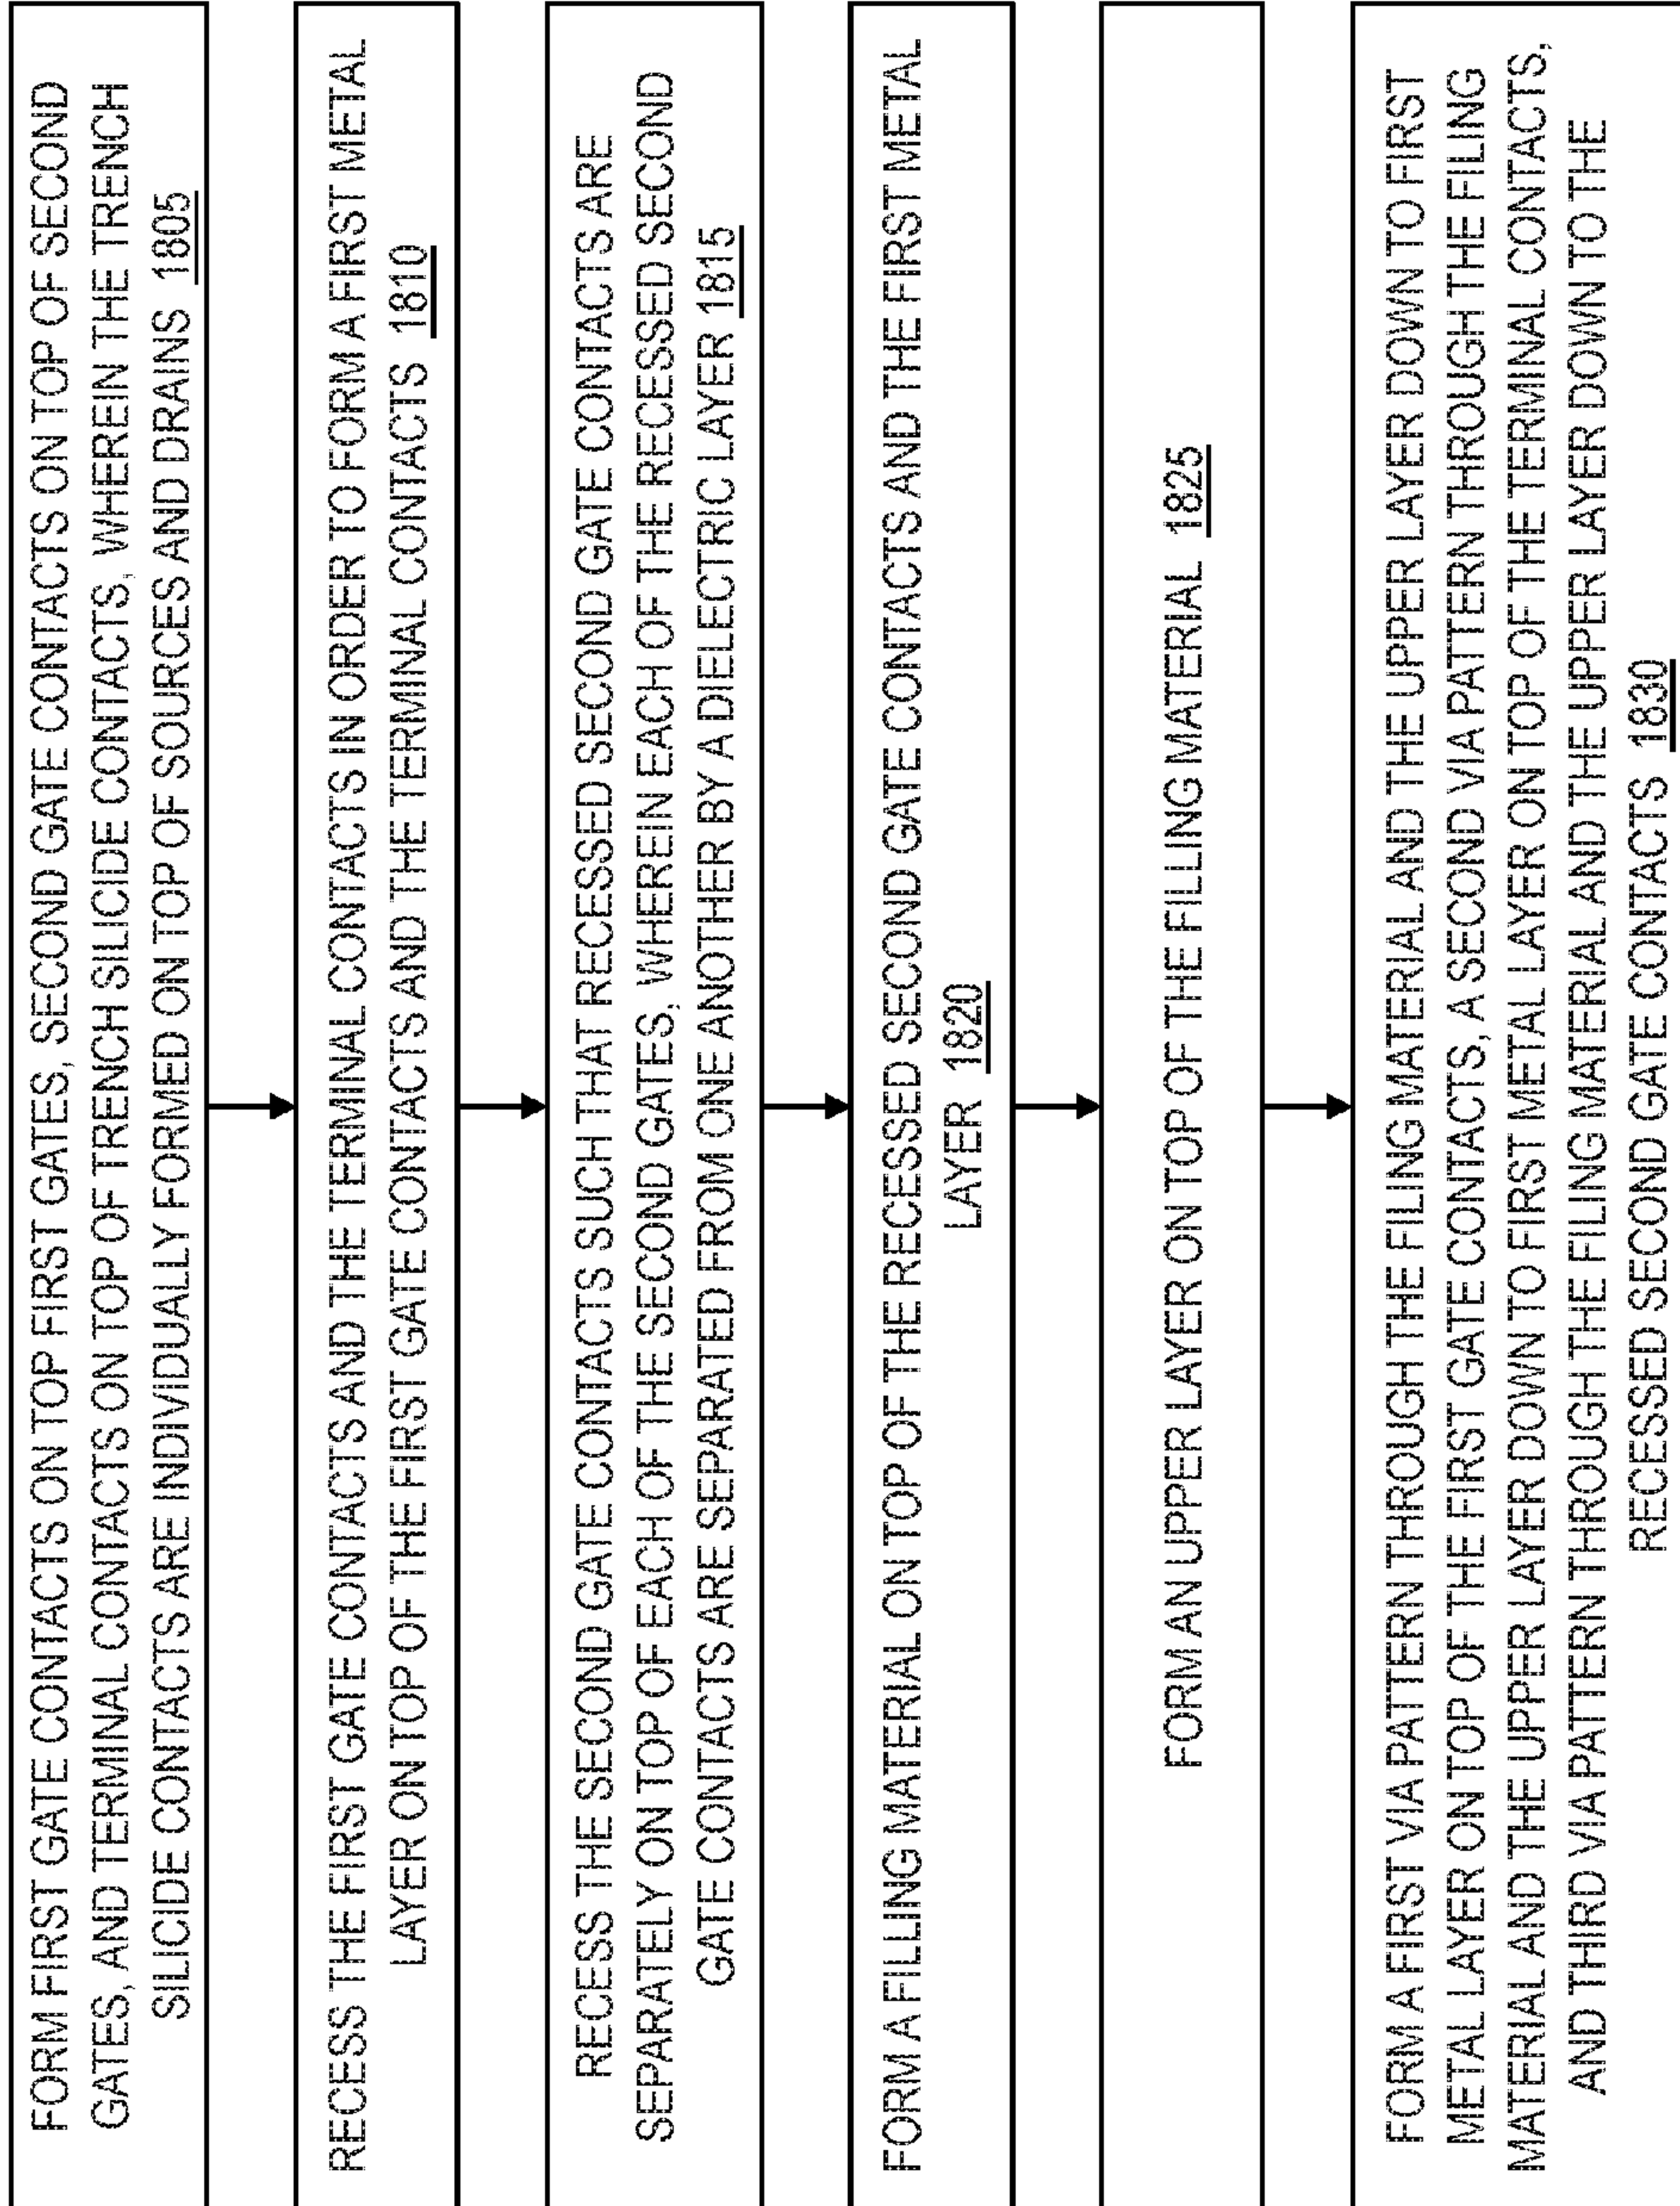 FORM FIRST GATE CONTACTS ON TOP FIRST GATES, SECOND GATE CONTACTS ON TOP OF SECOND
GATES, AND TERMINAL CONTACTS ON TOP OF TRENCH SILICIDE CONTACTS, WHEREIN THE TRENCH
SILICIDE CONTACTS ARE INDIVIDUALLY FORMED ON TOP OF SOURCES AND DRAINS 1805
RECESS THE FIRST GATE CONTACTS AND THE TERMINAL CONTACTS IN ORDER TO FORM A FIRST METAL
LAYER ON TOP OF THE FIRST GATE CONTACTS AND THE TERMINAL CONTACTS 1810
RECESS THE SECOND GATE CONTACTS SUCH THAT RECESSED SECOND GATE CONTACTS ARE
SEPARATELY ON TOP OF EACH OF THE SECOND GATES, WHEREIN EACH OF THE RECESSED SECOND
GATE CONTACTS ARE SEPARATED FROM ONE ANOTHER BY A DIELECTRIC LAYER 1815
FORM A FILLING MATERIAL ON TOP OF THE RECESSED SECOND GATE CONTACTS AND THE FIRST METAL
LAYER 1820
FORM AN UPPER LAYER ON TOP OF THE FILLING MATERIAL 1825
FORM A FIRST VIA PATTERN THROUGH THE FILING MATERIAL AND THE UPPER LAYER DOWN TO FIRST
METAL LAYER ON TOP OF THE FIRST GATE CONTACTS, A SECOND VIA PATTERN THROUGH THE FILING
MATERIAL AND THE UPPER LAYER DOWN TO FIRST METAL LAYER ON TOP OF THE TERMINAL CONTACTS,
AND THIRD VIA PATTERN THROUGH THE FILING MATERIAL AND THE UPPER LAYER DOWN TO THE
RECESSED SECOND GATE CONTACTS 1830